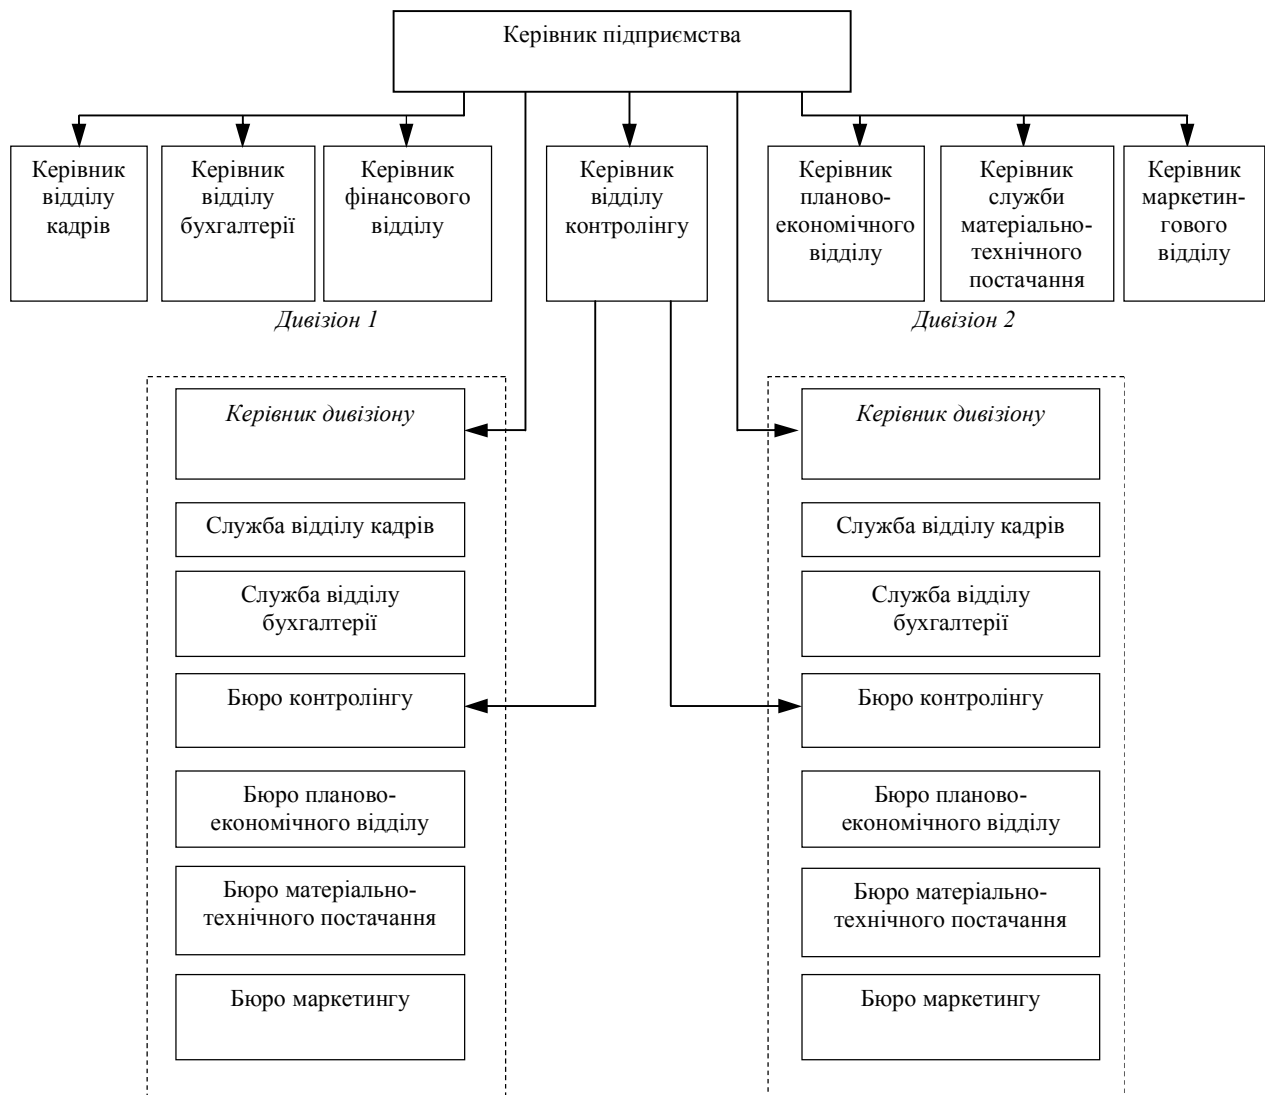 Керівник підприємства
Керівник
відділу
кадрів
Керівник
відділу
бухгалтерії
Керівник
фінансового
відділу
Керівник
відділу
контролінгу
Керівник
планово-
економічного
відділу
Керівник
служби
матеріально-
технічного
постачання
Керівник
маркетин-
гового
відділу
Дивізіон 1
Дивізіон 2
Керівник дивізіону
Служба відділу кадрів
Служба відділу
бухгалтерії
Бюро контролінгу
Бюро планово-
економічного відділу
Бюро матеріально-
технічного постачання
Бюро маркетингу
Керівник дивізіону
Служба відділу кадрів
Служба відділу
бухгалтерії
Бюро контролінгу
Бюро планово-
економічного відділу
Бюро матеріально-
технічного постачання
Бюро маркетингу